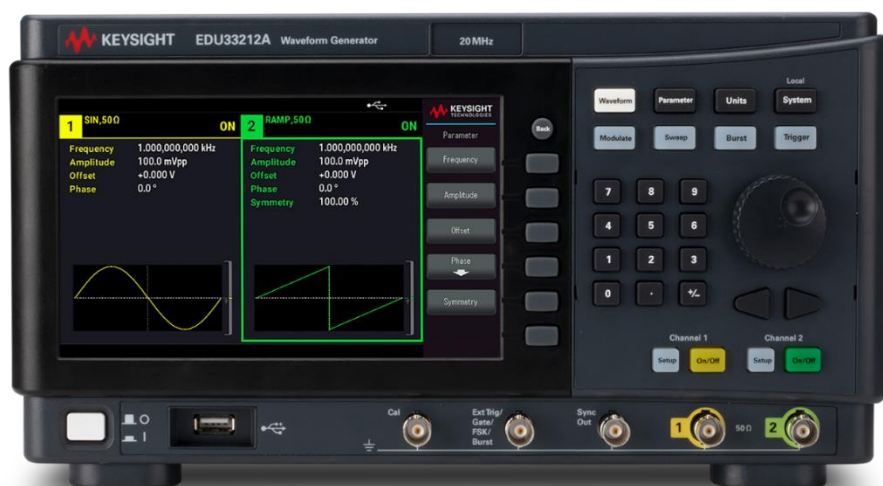 KEYSIGHT EDU33212A Waveform Generator 20 MHz
1 SIN,50Ω ON
Frequency 1.000,000,000 kHz
Amplitude 100.0 mVpp
Offset +0.000 V
Phase 0.0 °
2 RAMP,50Ω ON
Frequency 1.000,000,000 kHz
Amplitude 100.0 mVpp
Offset +0.000 V
Phase 0.0 °
Symmetry 100.00 %
KEYSIGHT
TECHNOLOGIES
Parameter
Frequency
Amplitude
Offset
Phase
Symmetry
Back
Local
Waveform Parameter Units System
Modulate Sweep Burst Trigger
7 8 9
4 5 6
1 2 3
0 . +/-
Channel 1 Channel 2
Setup On/Off Setup On/Off
Cal
Ext Trig/
Gate/
FSK/
Burst
Sync
Out
1 50 Ω 2